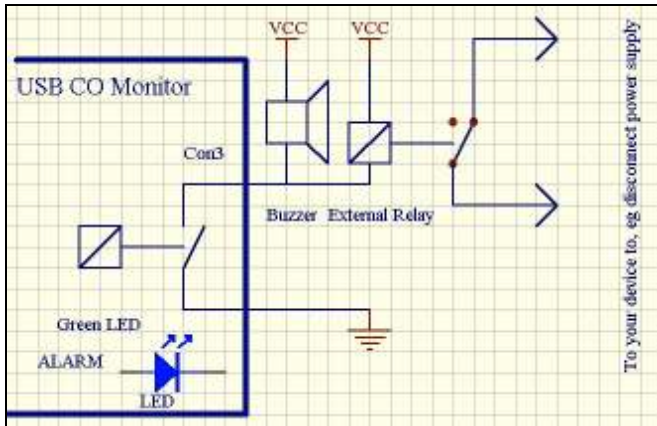 VCC
VCC
USB CO Monitor
Con3
Buzzer External Relay
Green LED
ALARM
LED
To your device to, eg disconnect power supply